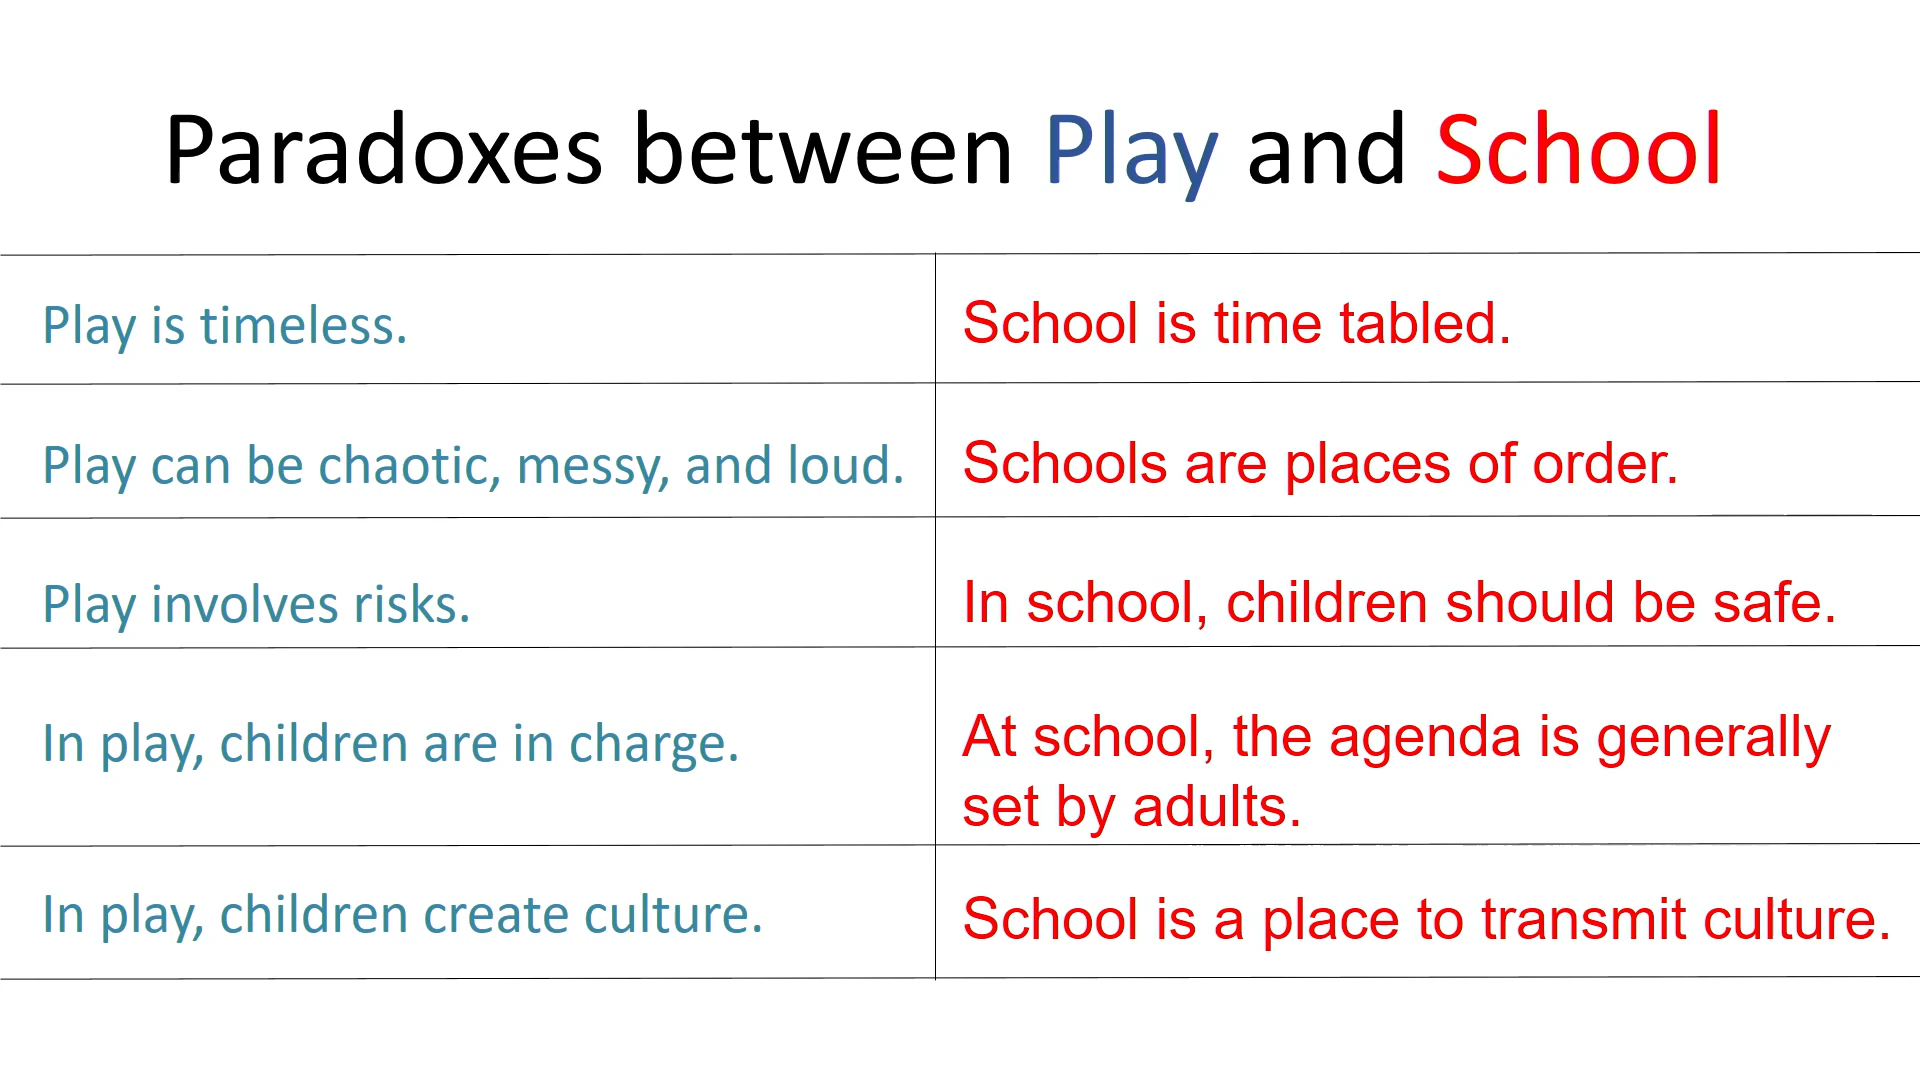 Paradoxes between Play and School
Play is timeless.
School is time tabled.
Play can be chaotic, messy, and loud.
Schools are places of order.
Play involves risks.
In school, children should be safe.
In play, children are in charge.
At school, the agenda is generally
set by adults.
In play, children create culture.
School is a place to transmit culture.